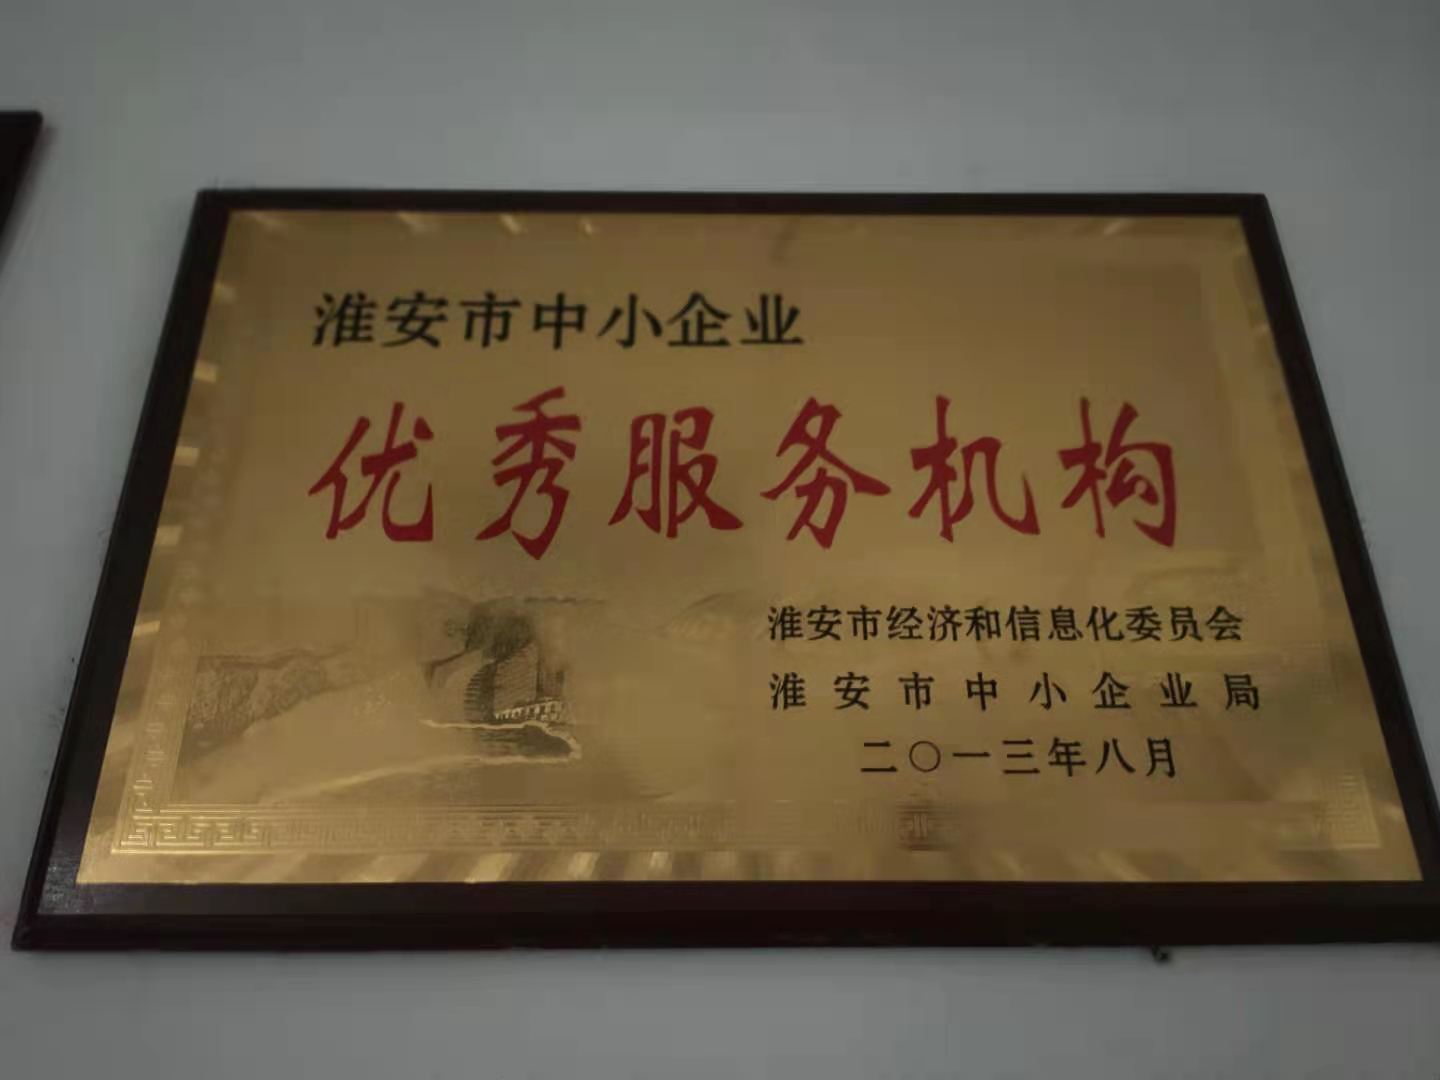 淮安市中小企业
优秀服务机构
淮安市经济和信息化委员会
淮安市中小企业局
二〇一三年八月